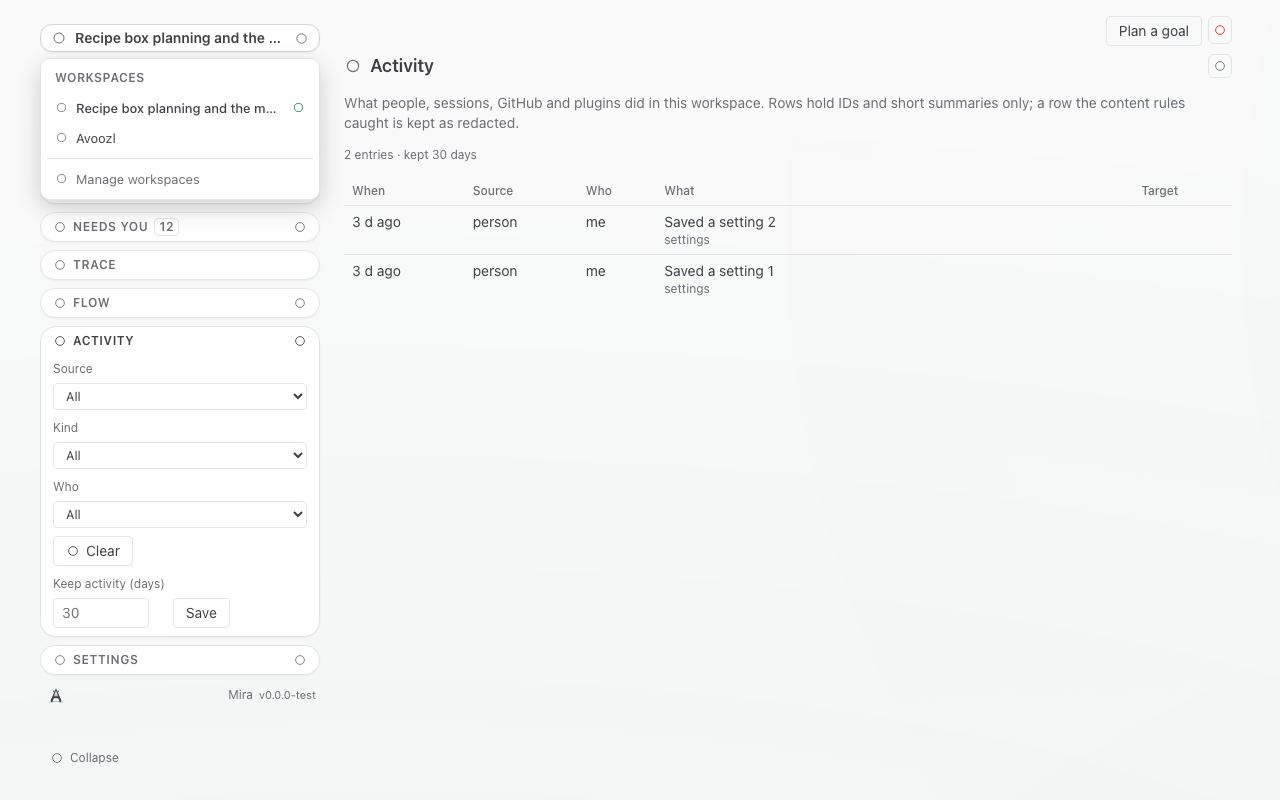 Recipe box planning and the ...
WORKSPACES
Recipe box planning and the m...
Avoozl
Manage workspaces
NEEDS YOU 12
TRACE
FLOW
ACTIVITY
Source
All
Kind
All
Who
All
Clear
Keep activity (days)
30
Save
SETTINGS
Mira v0.0.0-test
Collapse
Plan a goal
Activity
What people, sessions, GitHub and plugins did in this workspace. Rows hold IDs and short summaries only; a row the content rules
caught is kept as redacted.
2 entries · kept 30 days
When Source Who What Target
3 d ago person me Saved a setting 2
settings
3 d ago person me Saved a setting 1
settings